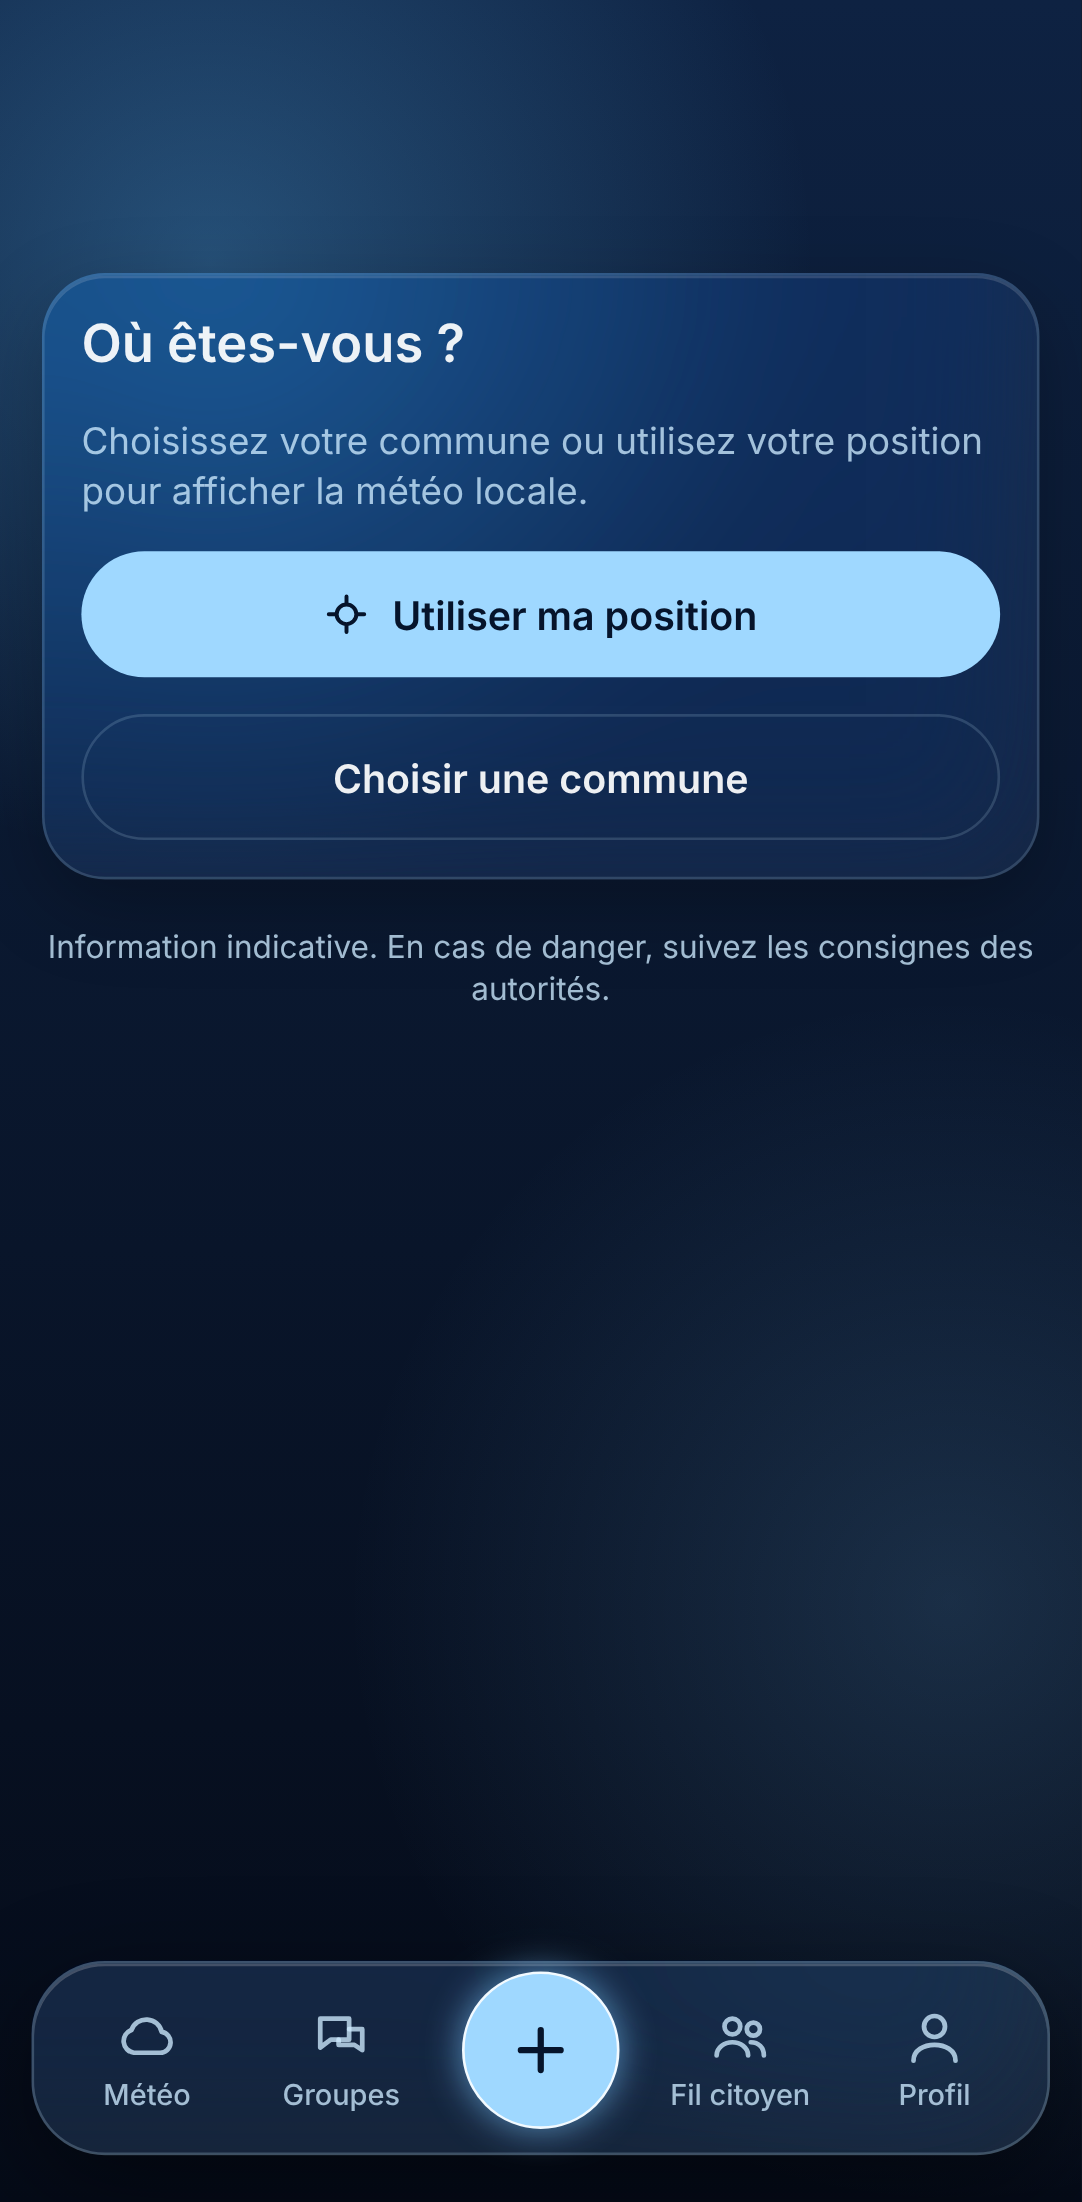 Où êtes-vous ?
Choisissez votre commune ou utilisez votre position
pour afficher la météo locale.
Utiliser ma position
Choisir une commune
Information indicative. En cas de danger, suivez les consignes des
autorités.
Météo
Groupes
Fil citoyen
Profil